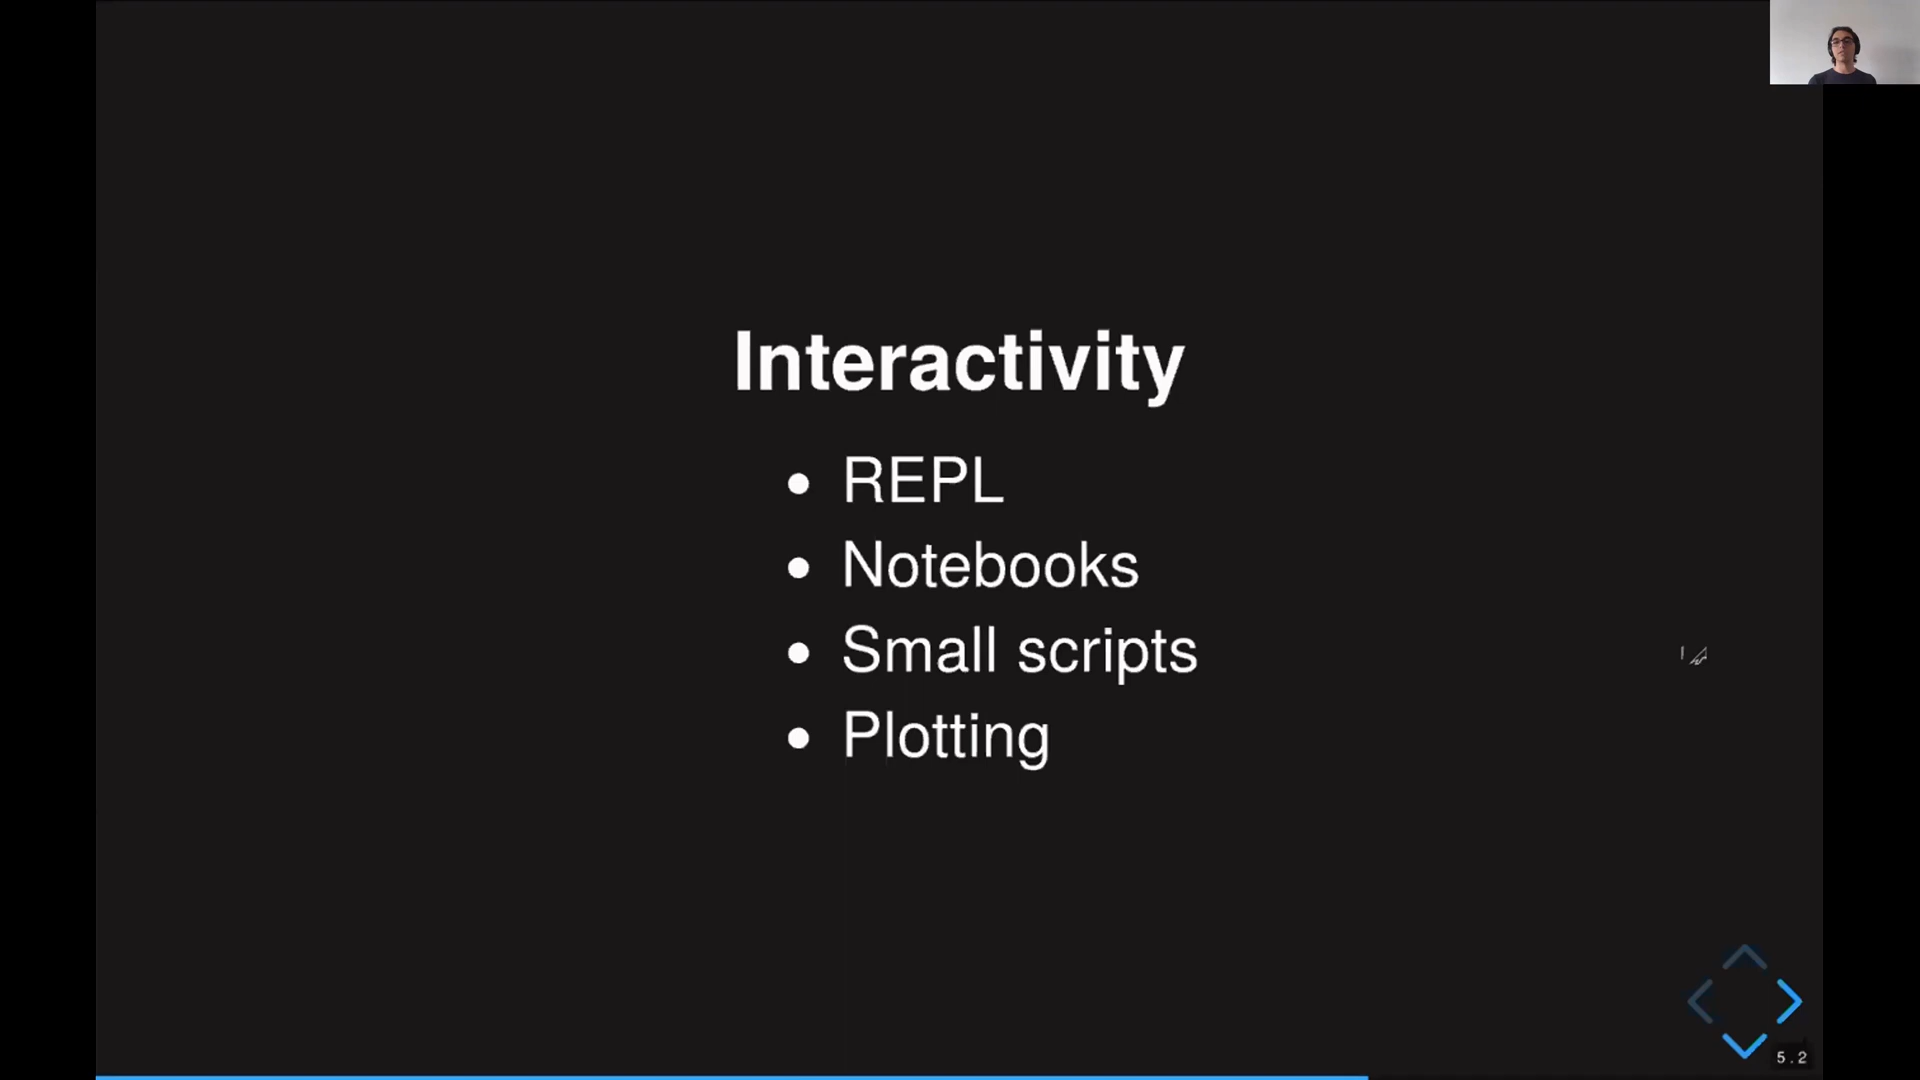 Interactivity
REPL
Notebooks
Small scripts
Plotting
5.2